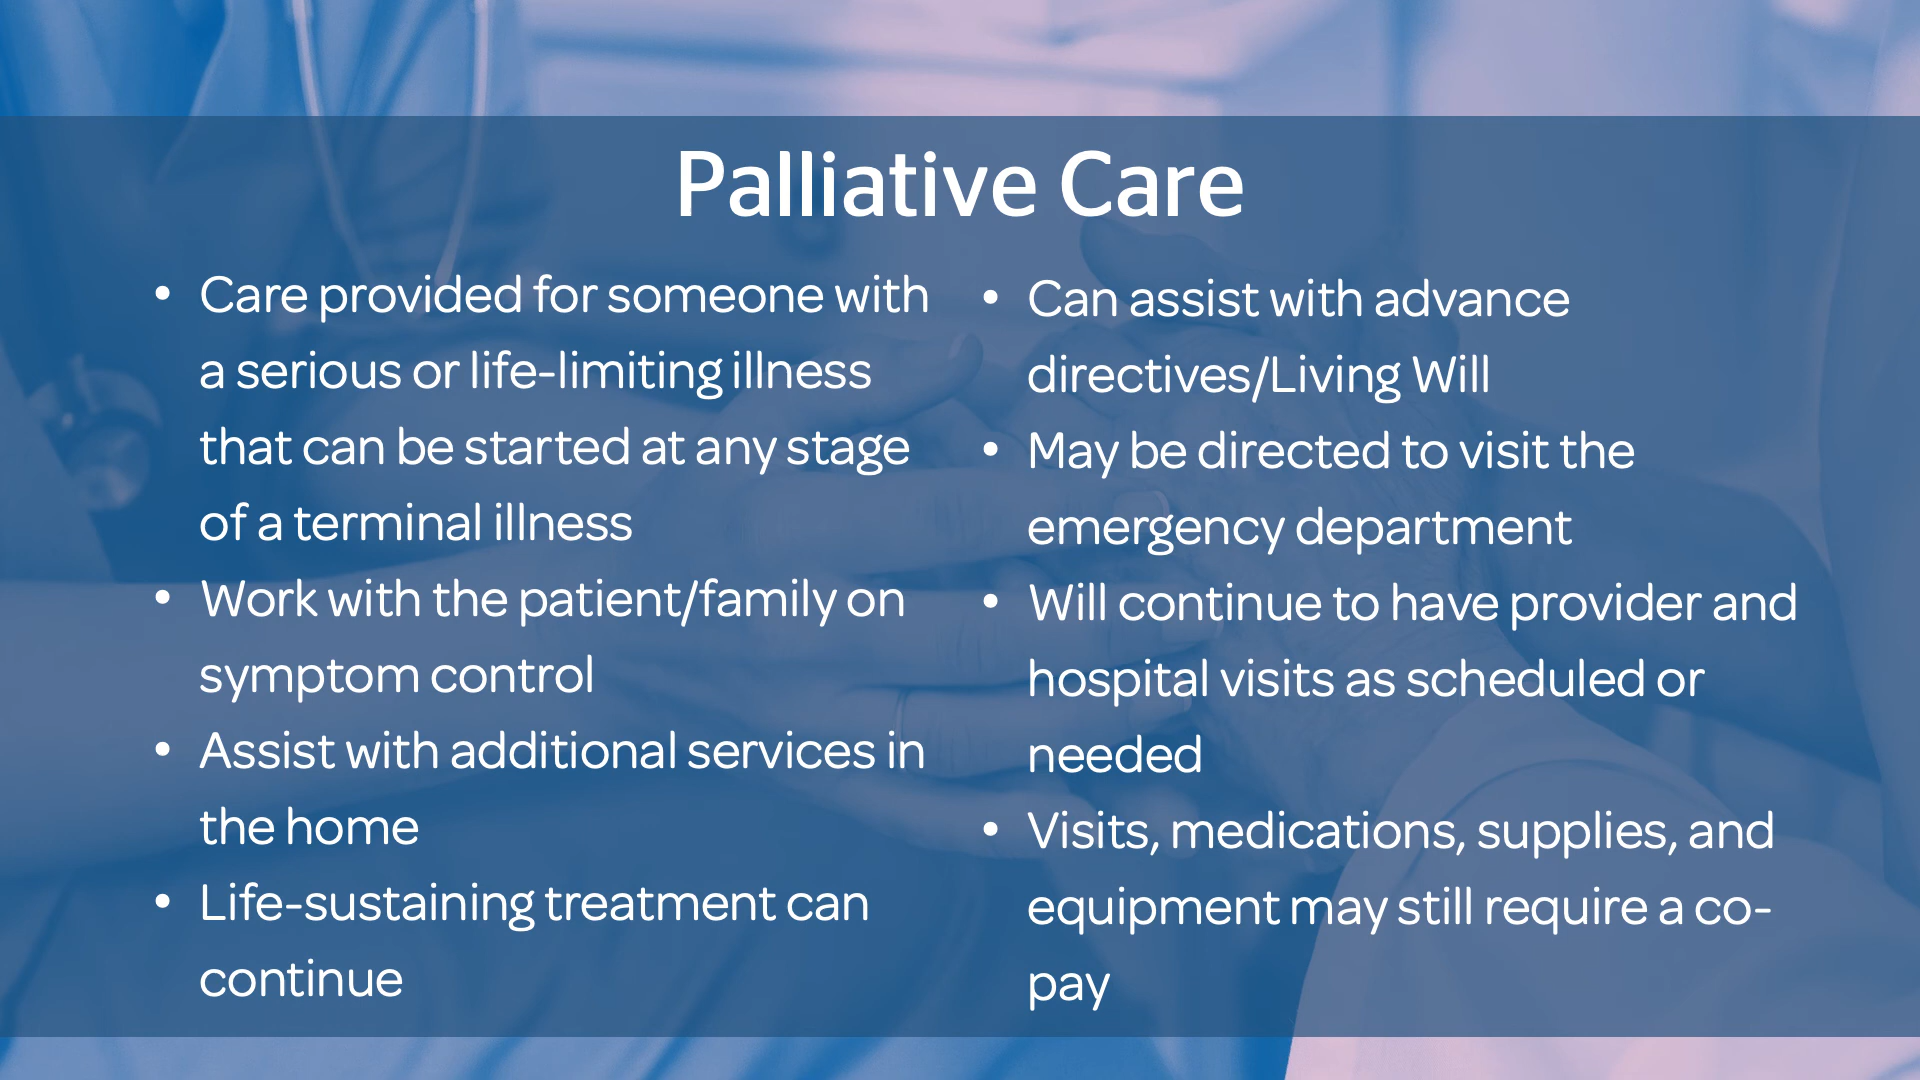 Palliative Care
• Care provided for someone with
a serious or life-limiting illness
that can be started at any stage
of a terminal illness
• Work with the patient/family on
symptom control
• Assist with additional services in
the home
• Life-sustaining treatment can
continue
• Can assist with advance
directives/Living Will
• May be directed to visit the
emergency department
• Will continue to have provider and
hospital visits as scheduled or
needed
• Visits, medications, supplies, and
equipment may still require a co-
pay